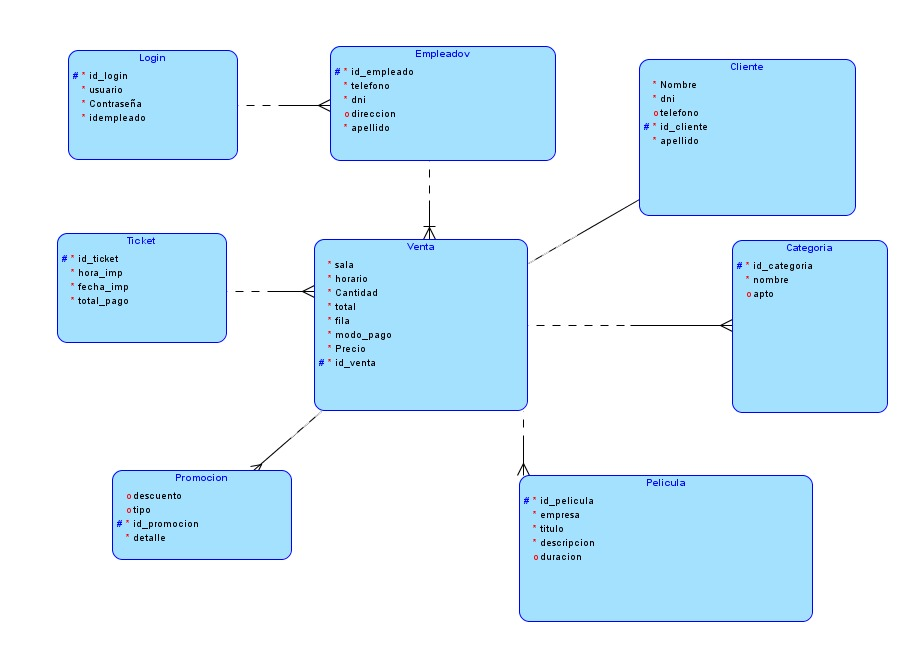 Login
# * id_login
* usuario
* Contraseña
* idempleado
Empleadov
# * id_empleado
* telefono
* dni
o direccion
* apellido
Cliente
* Nombre
* dni
o telefono
# * id_cliente
* apellido
Ticket
# * id_ticket
* hora_imp
* fecha_imp
* total_pago
Venta
* sala
* horario
* Cantidad
* total
* fila
* modo_pago
* Precio
# * id_venta
Categoria
# * id_categoria
* nombre
o apto
Promocion
o descuento
o tipo
# * id_promocion
* detalle
Pelicula
# * id_pelicula
* empresa
* titulo
* descripcion
o duracion